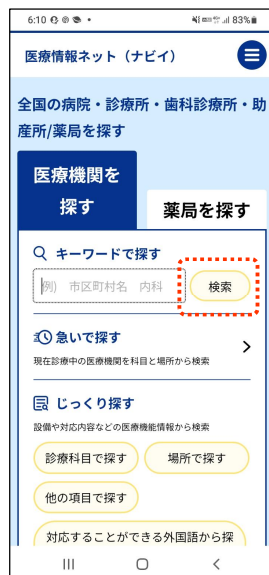 6:10
83%
医療情報ネット（ナビイ）
全国の病院・診療所・歯科診療所・助
産所/薬局を探す
医療機関を
探す
薬局を探す
キーワードで探す
例) 市区町村名 内科
検索
急いで探す
現在診療中の医療機関を科目と場所から検索
じっくり探す
設備や対応内容などの医療機能情報から検索
診療科目で探す
場所で探す
他の項目で探す
対応することができる外国語から探